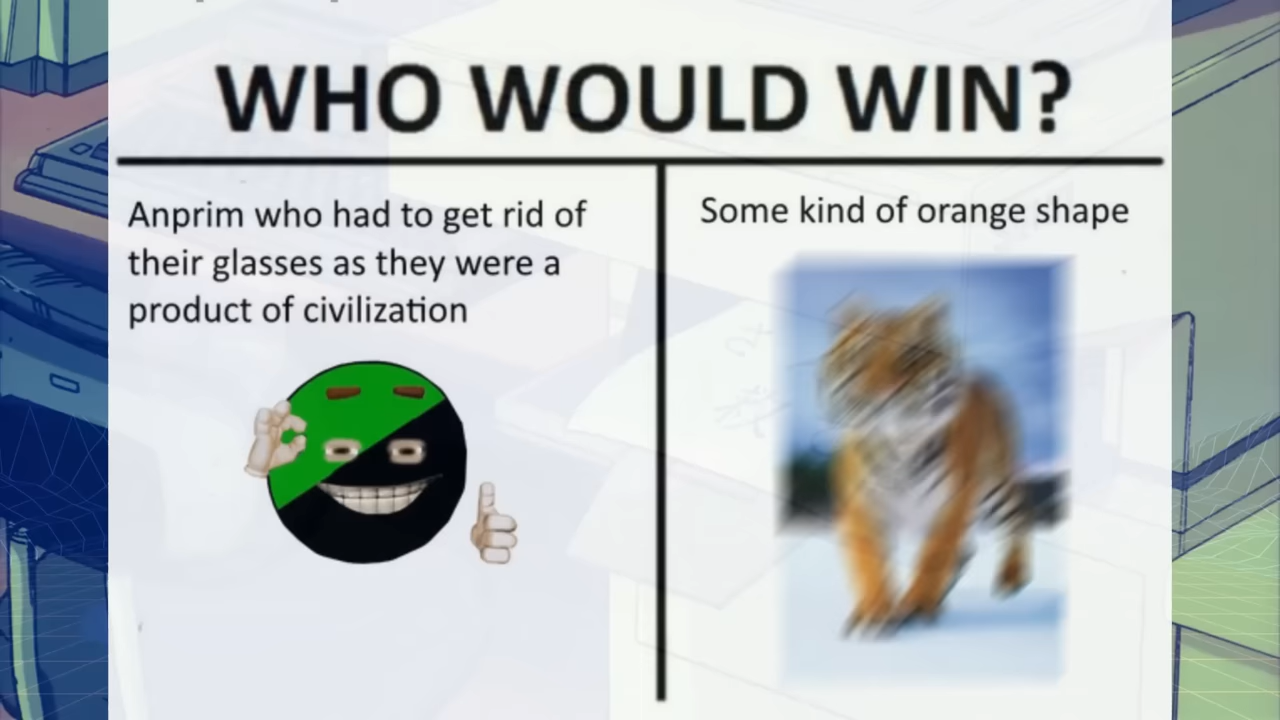 WHO WOULD WIN?
Anprim who had to get rid of
their glasses as they were a
product of civilization
Some kind of orange shape